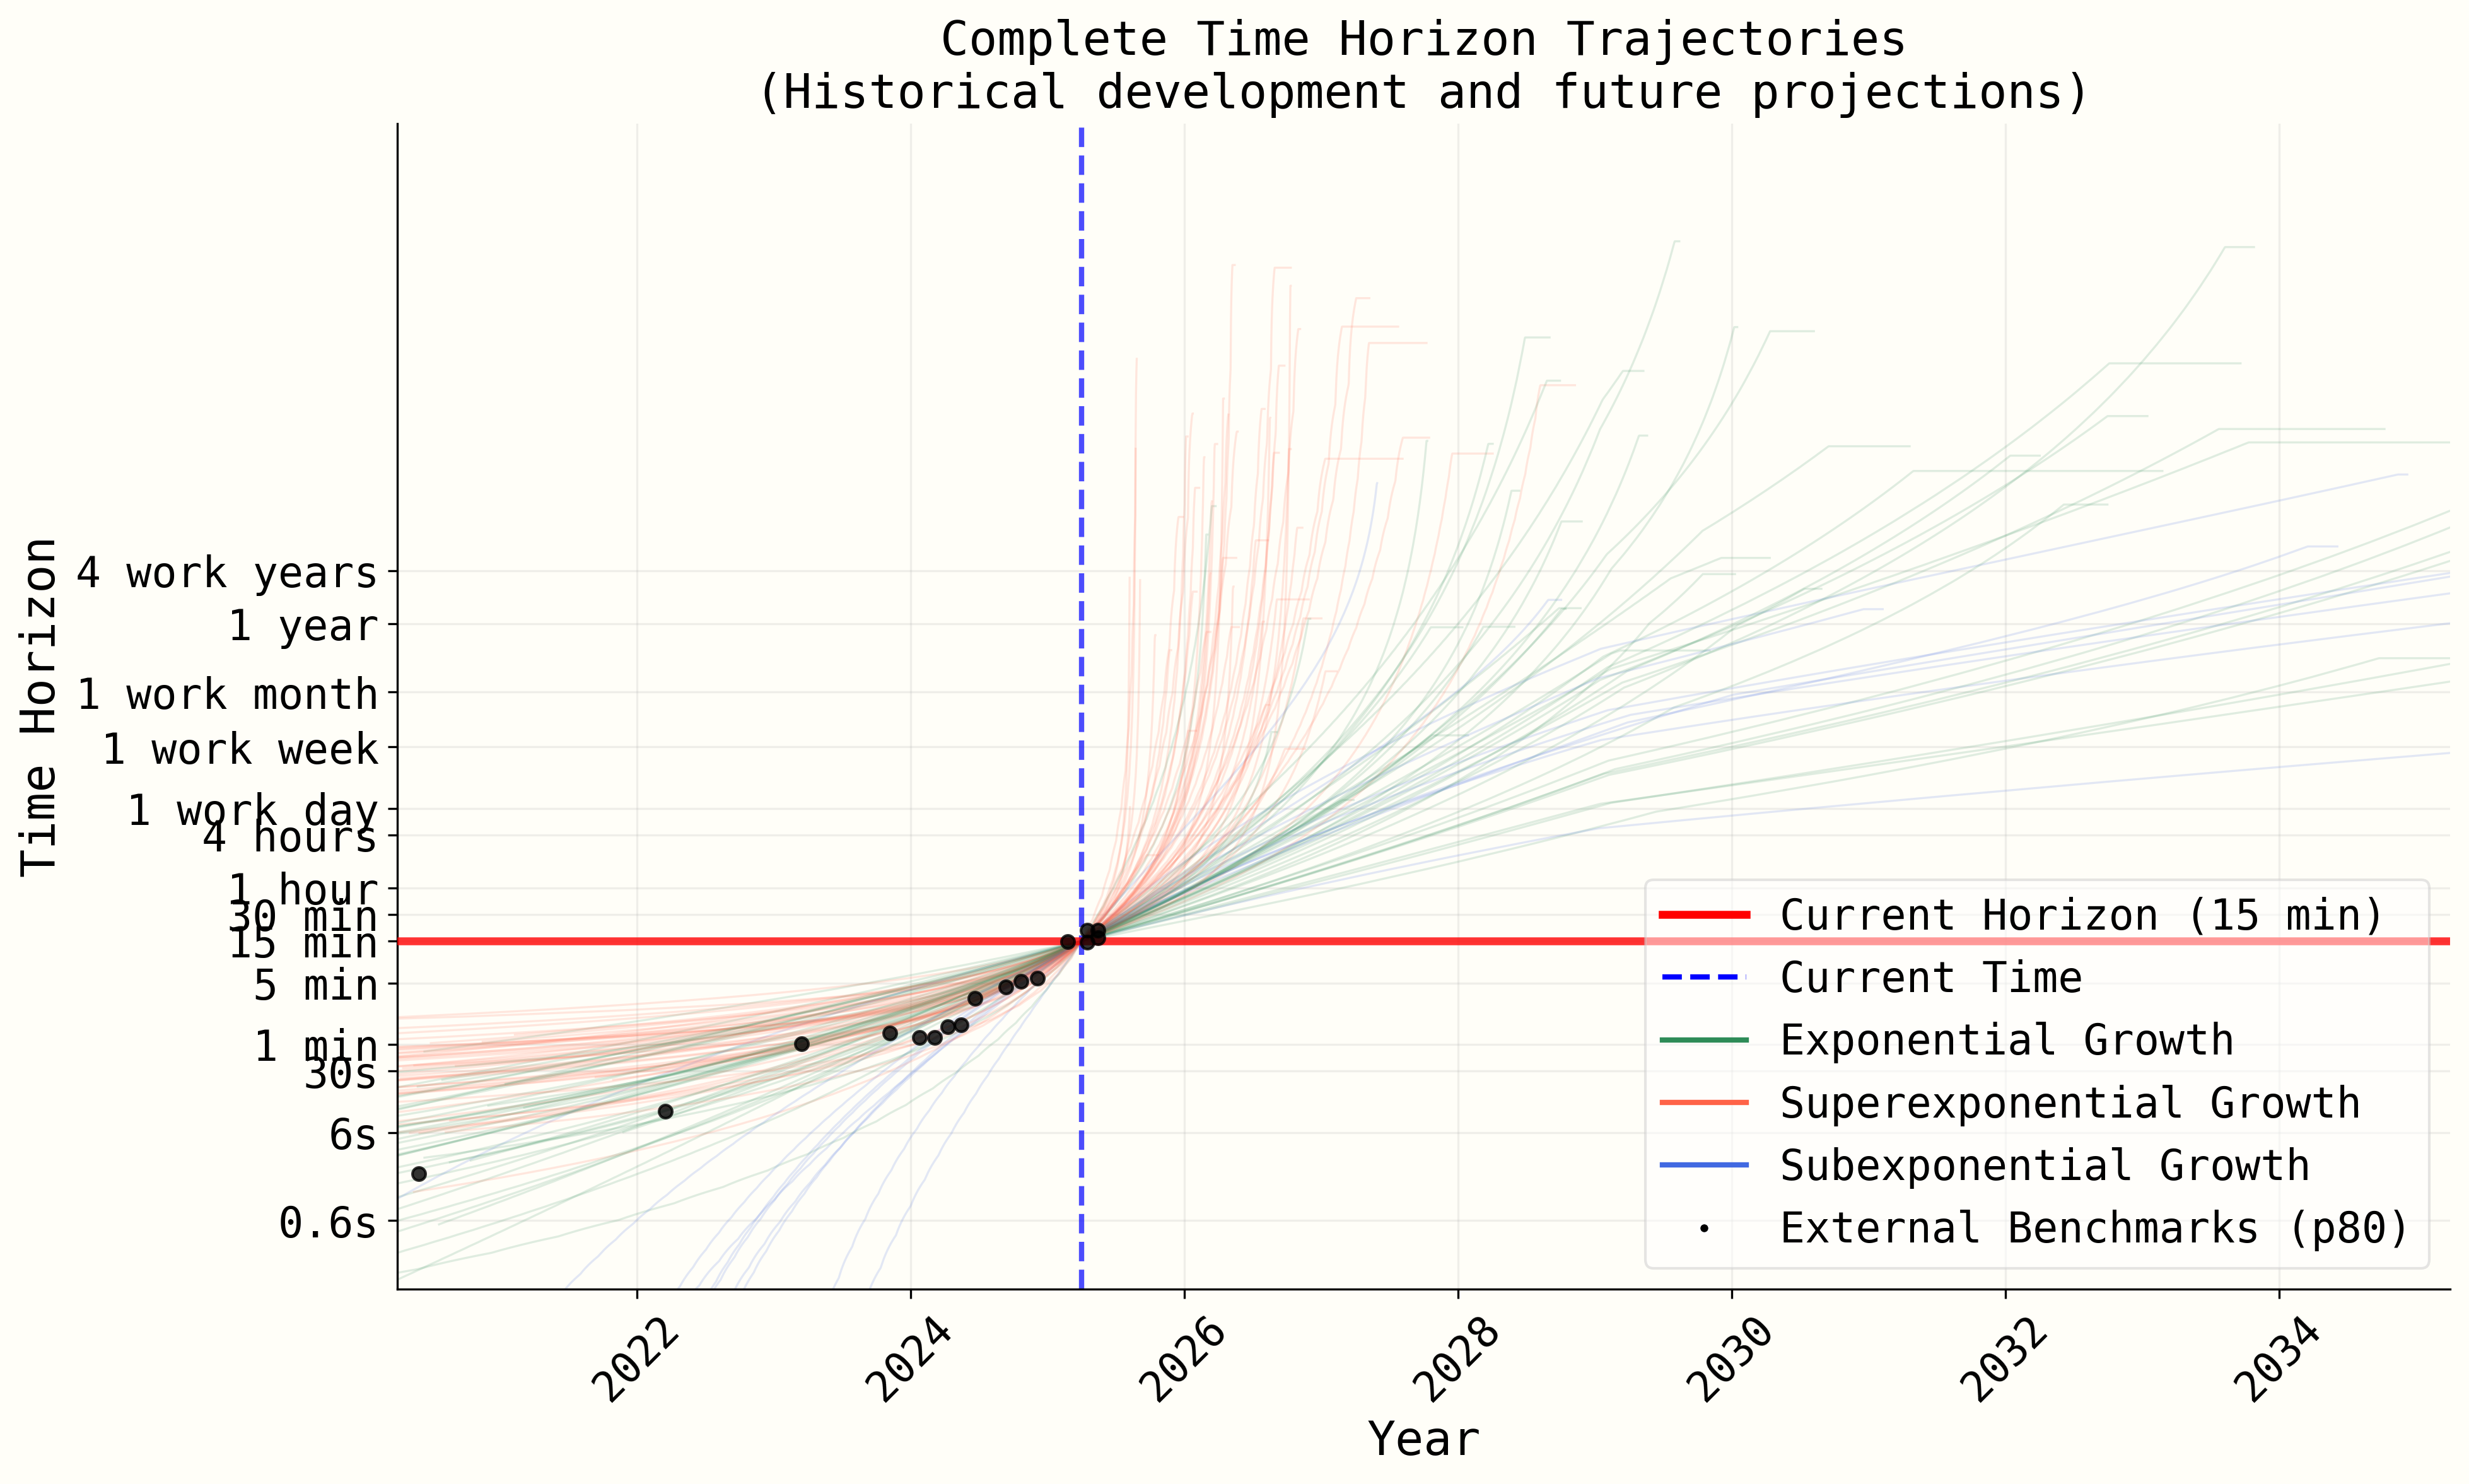 Complete Time Horizon Trajectories
(Historical development and future projections)
Time Horizon
4 work years
1 year
1 work month
1 work week
1 work day
4 hours
1 hour
30 min
15 min
5 min
1 min
30s
6s
0.6s
Current Horizon (15 min)
Current Time
Exponential Growth
Superexponential Growth
Subexponential Growth
External Benchmarks (p80)
2022
2024
2026
2028
2030
2032
2034
Year